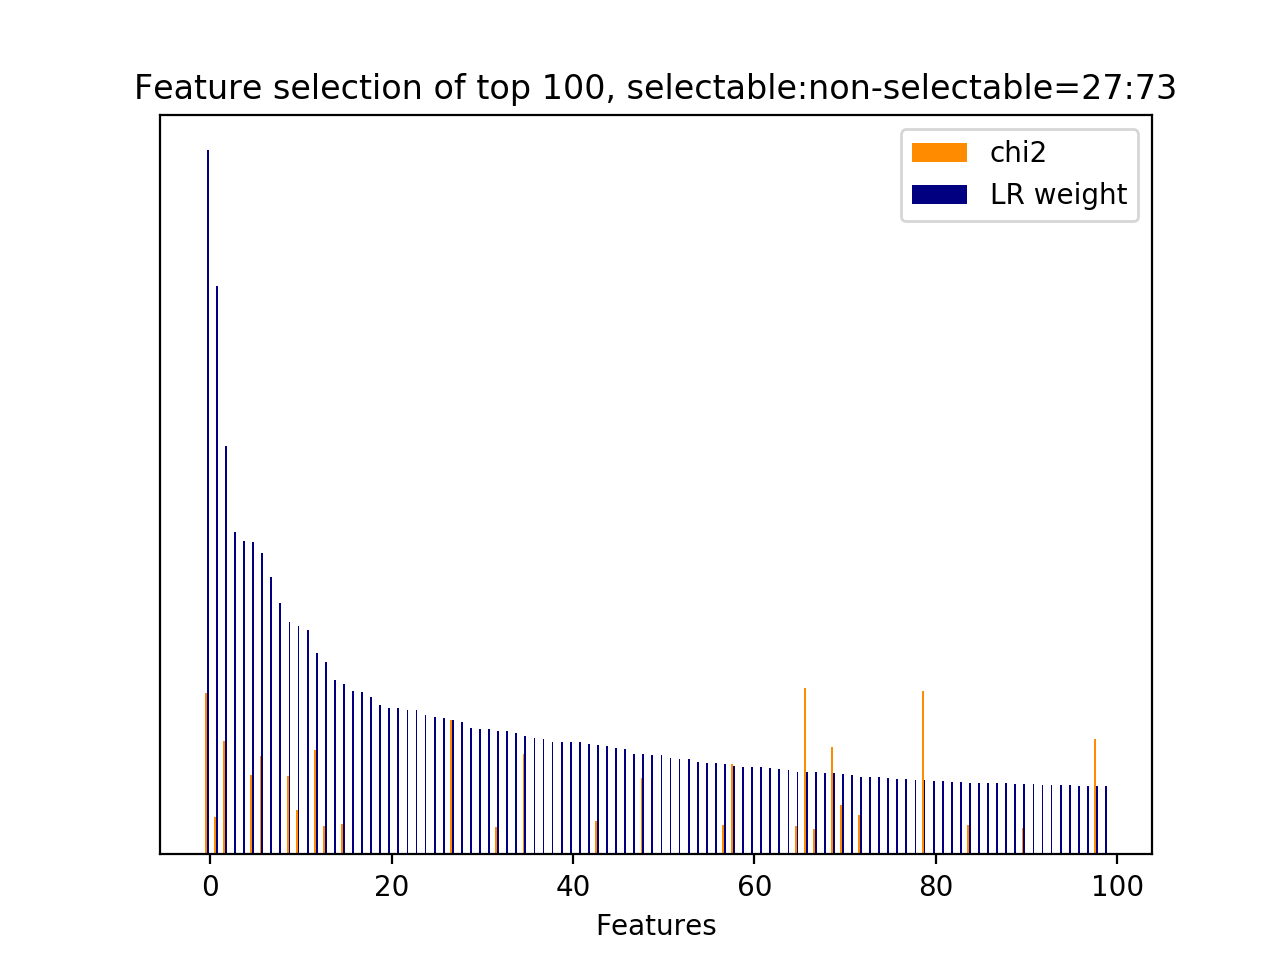 Feature selection of top 100, selectable:non-selectable=27:73
chi2
LR weight
0 20 40 60 80 100
Features